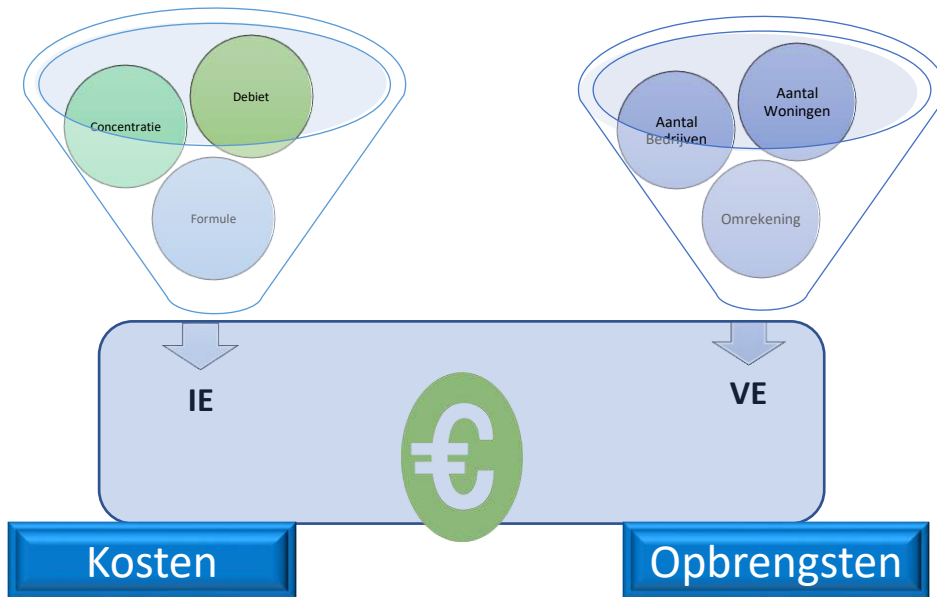 Concentratie
Debiet
Formule
Aantal
Bedrijven
Aantal
Woningen
Omrekening
IE
VE
€
Kosten
Opbrengsten